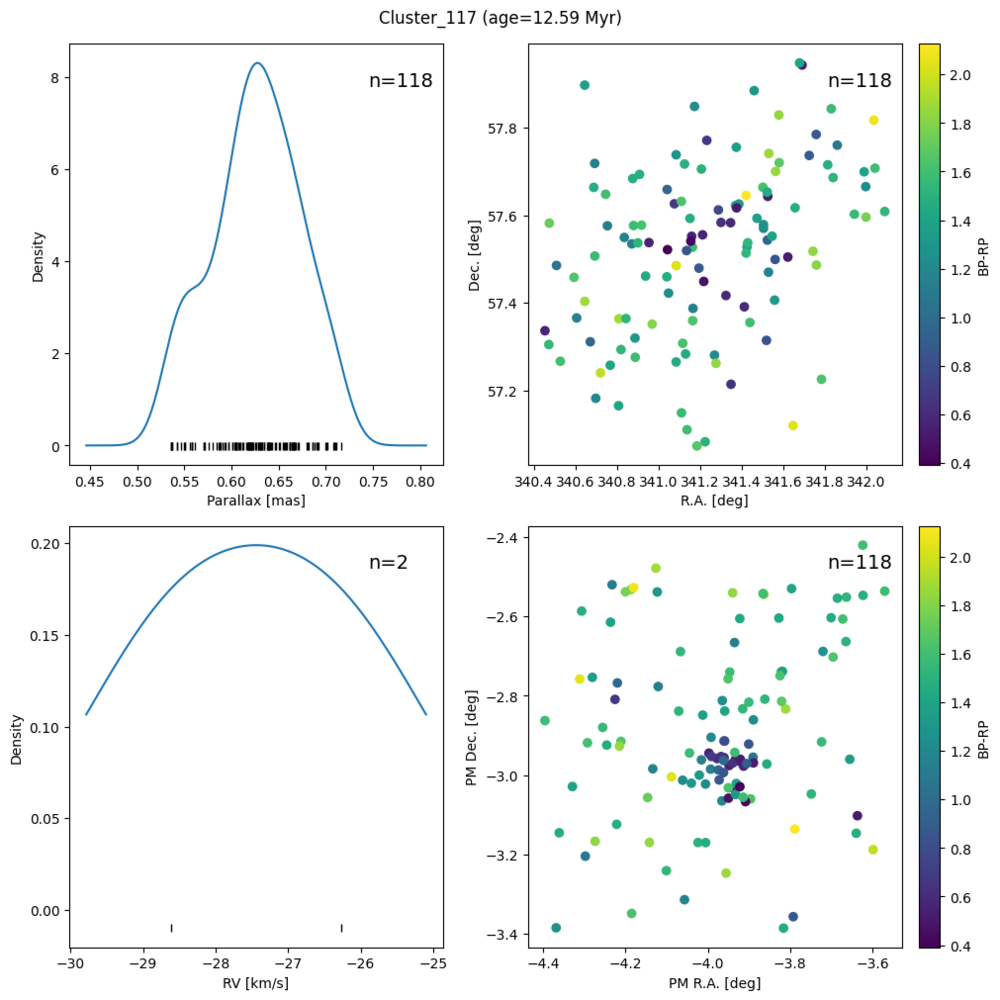 Cluster_117 (age=12.59 Myr)
n=118
Density
0 2 4 6 8
0.45 0.50 0.55 0.60 0.65 0.70 0.75 0.80
Parallax [mas]
n=118
Dec. [deg]
57.8
57.6
57.4
57.2
340.4 340.6 340.8 341.0 341.2 341.4 341.6 341.8 342.0
R.A. [deg]
2.0
1.8
1.6
1.4
1.2
1.0
0.8
0.6
0.4
BP-RP
n=2
Density
0.20
0.15
0.10
0.05
0.00
−30 −29 −28 −27 −26 −25
RV [km/s]
n=118
PM Dec. [deg]
−2.4
−2.6
−2.8
−3.0
−3.2
−3.4
−4.4 −4.2 −4.0 −3.8 −3.6
PM R.A. [deg]
2.0
1.8
1.6
1.4
1.2
1.0
0.8
0.6
0.4
BP-RP